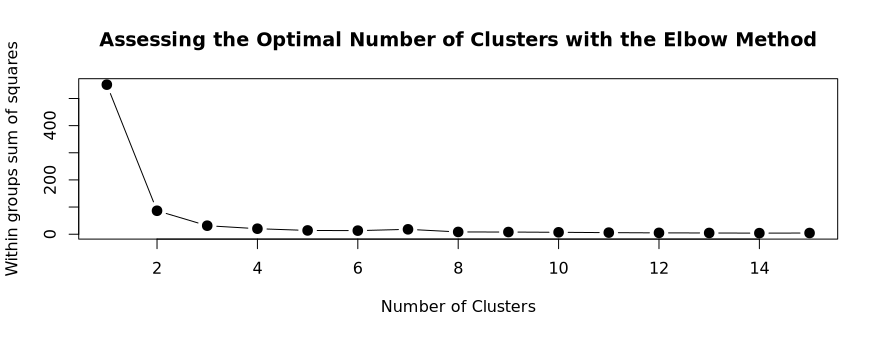 Assessing the Optimal Number of Clusters with the Elbow Method
Within groups sum of squares
400
200
0
2 4 6 8 10 12 14
Number of Clusters